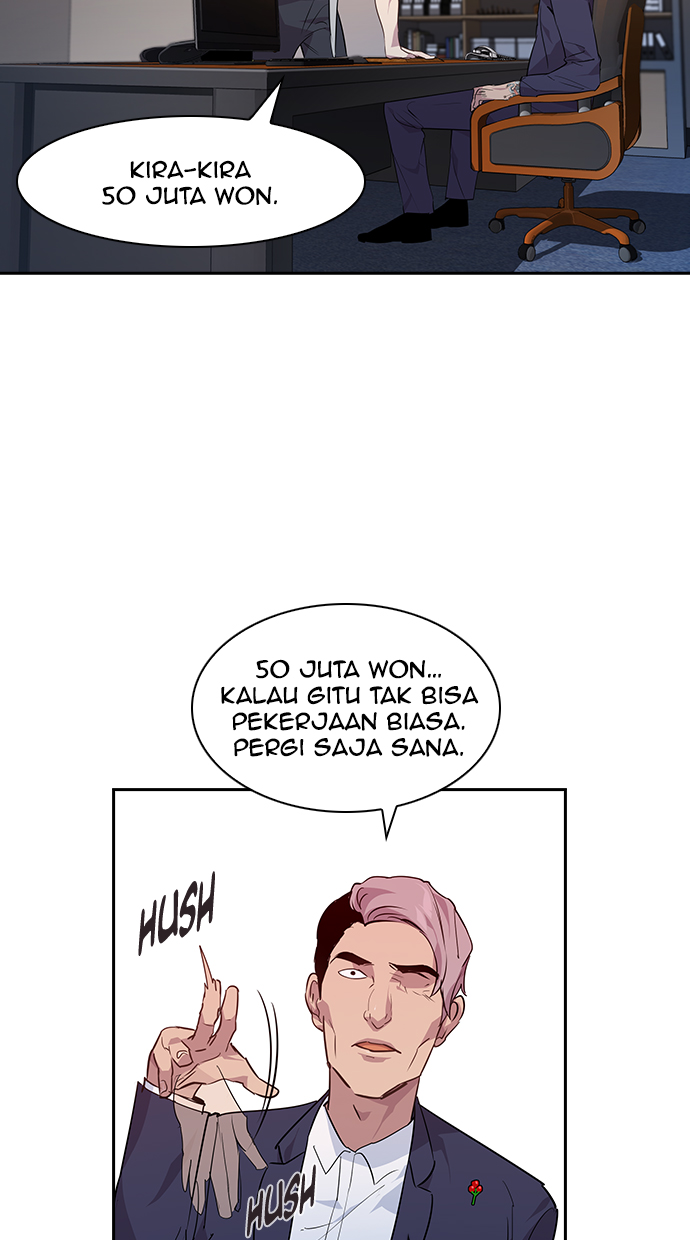 KIRA-KIRA
50 JUTA WON.
50 JUTA WON...
KALAU GITU TAK BISA
PEKERJAAN BIASA.
PERGI SAJA SANA.
HUSH
HUSH